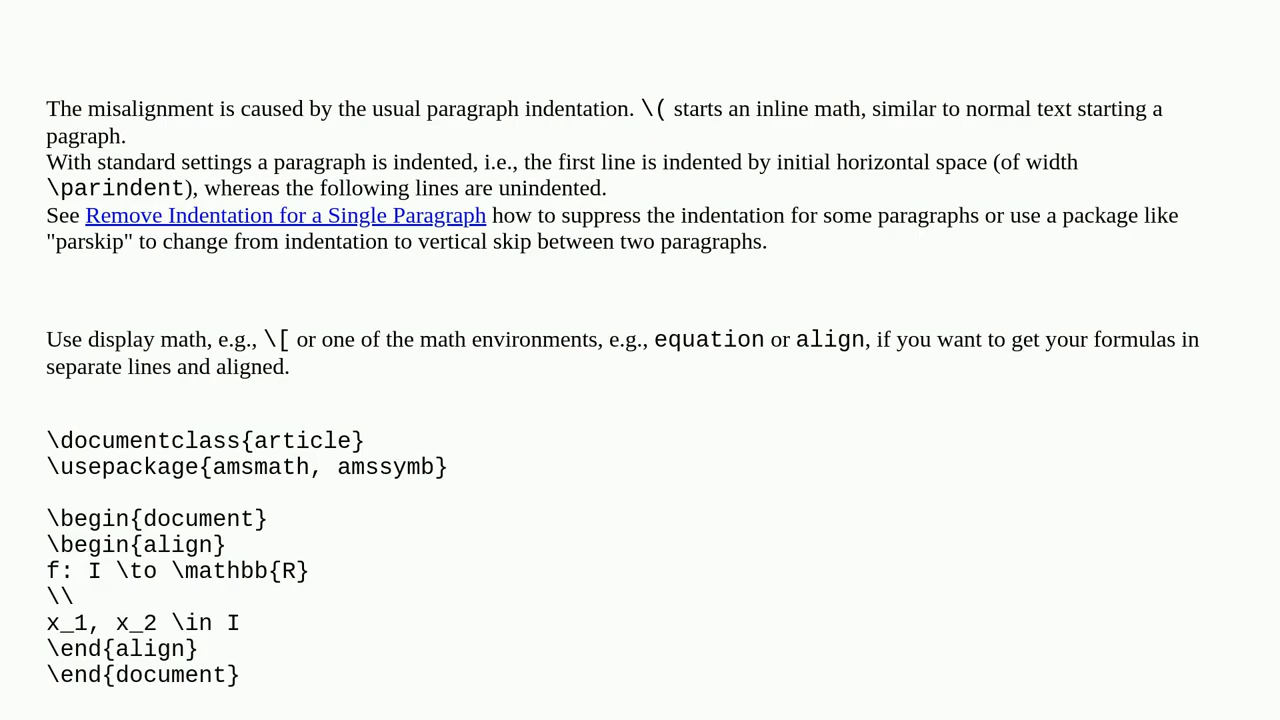 The misalignment is caused by the usual paragraph indentation. \( starts an inline math, similar to normal text starting a
pagraph.
With standard settings a paragraph is indented, i.e., the first line is indented by initial horizontal space (of width
\parindent), whereas the following lines are unindented.
See Remove Indentation for a Single Paragraph how to suppress the indentation for some paragraphs or use a package like
"parskip" to change from indentation to vertical skip between two paragraphs.
Use display math, e.g., \[ or one of the math environments, e.g., equation or align, if you want to get your formulas in
separate lines and aligned.
\documentclass{article}
\usepackage{amsmath, amssymb}
\begin{document}
\begin{align}
f: I \to \mathbb{R}
\\
x_1, x_2 \in I
\end{align}
\end{document}